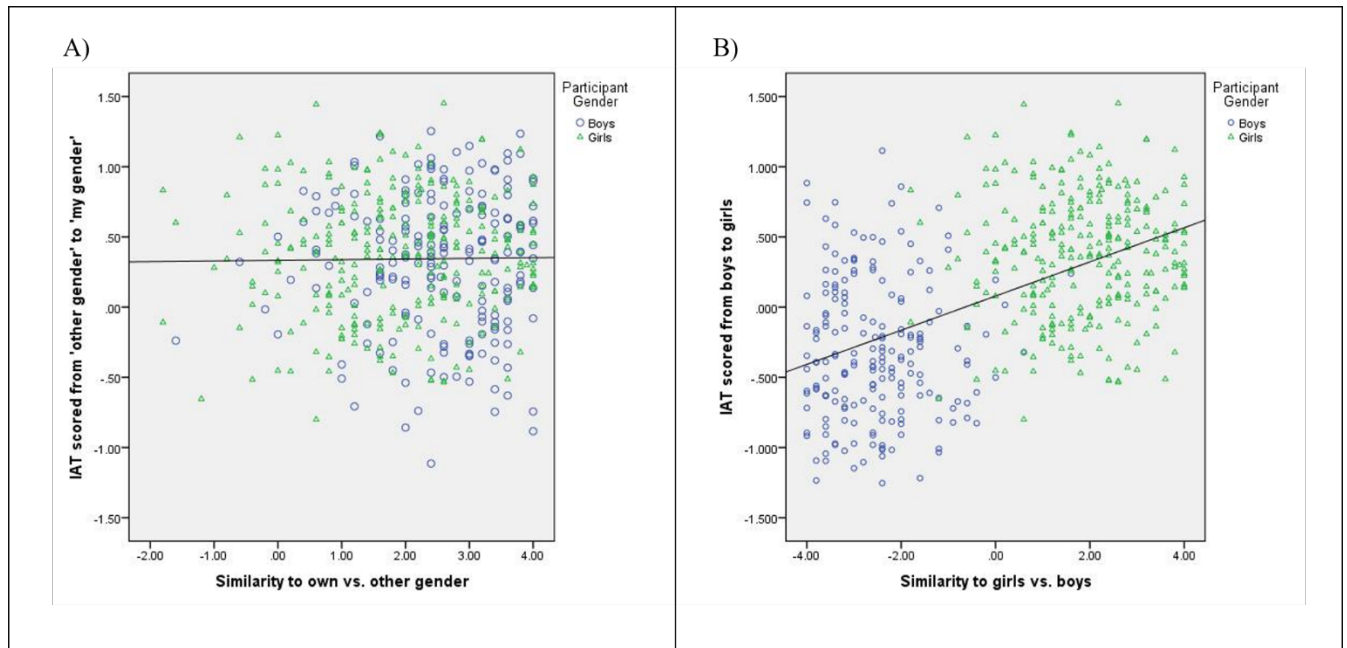 A)
Participant
Gender
Boys
Girls
IAT scored from 'other gender' to 'my gender'
1.50
1.00
.50
.00
-.50
-1.00
-1.50
-2.00 -1.00 .00 1.00 2.00 3.00 4.00
Similarity to own vs. other gender
B)
Participant
Gender
Boys
Girls
IAT scored from boys to girls
1.500
1.000
.500
.000
-.500
-1.000
-1.500
-4.00 -2.00 .00 2.00 4.00
Similarity to girls vs. boys